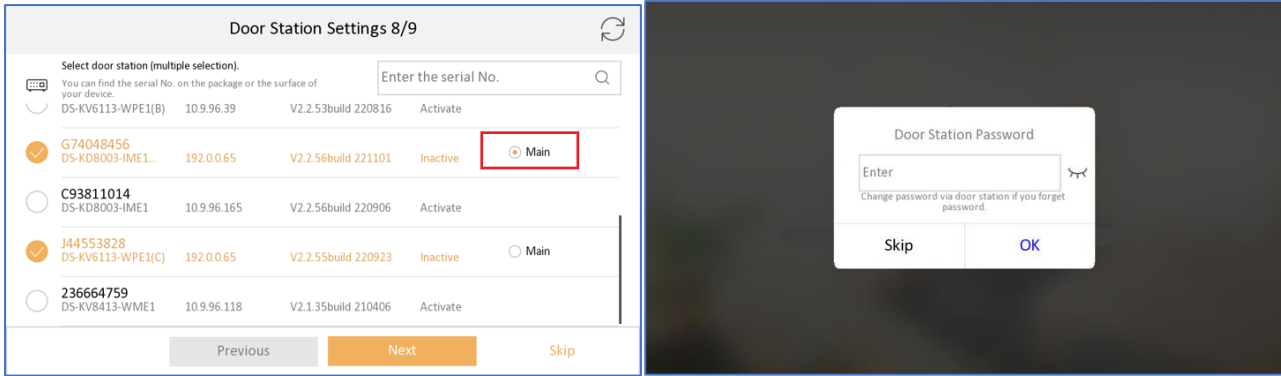 Door Station Settings 8/9
Select door station (multiple selection).
You can find the serial No. on the package or the surface of
your device.
Enter the serial No.
DS-KV6113-WPE1(B) 10.9.96.39 V2.2.53build 220816 Activate
G74048456
DS-KD8003-IME1... 192.0.0.65 V2.2.56build 221101 Inactive Main
C93811014
DS-KD8003-IME1 10.9.96.165 V2.2.56build 220906 Activate
J44553828
DS-KV6113-WPE1(C) 192.0.0.65 V2.2.55build 220923 Inactive Main
236664759
DS-KV8413-WME1 10.9.96.118 V2.1.35build 210406 Activate
Previous Next Skip
Door Station Password
Enter
Change password via door station if you forget
password.
Skip OK